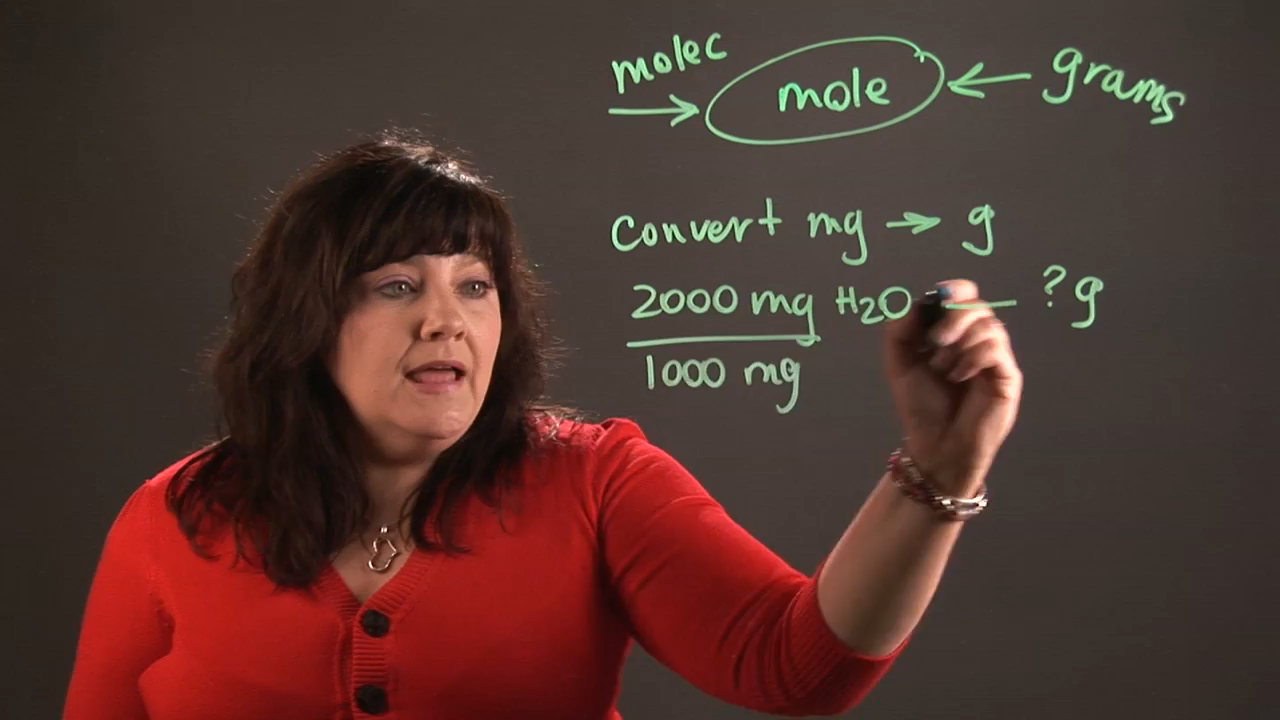 molec → mole ← grams
Convert mg → g
2000 mg H2O — ? g
1000 mg